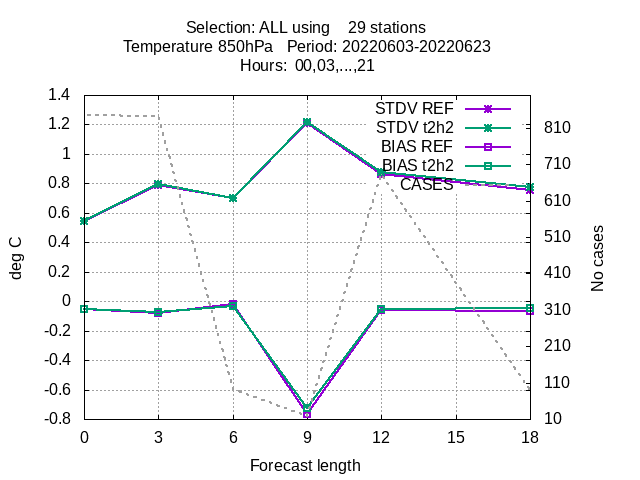 Selection: ALL using    29 stations
Temperature 850hPa   Period: 20220603-20220623
Hours: 00,03,...,21
STDV REF
STDV t2h2
BIAS REF
BIAS t2h2
CASES
1.4
1.2
1
0.8
0.6
0.4
0.2
0
-0.2
-0.4
-0.6
-0.8
deg C
810
710
610
510
410
310
210
110
10
No cases
0 3 6 9 12 15 18
Forecast length